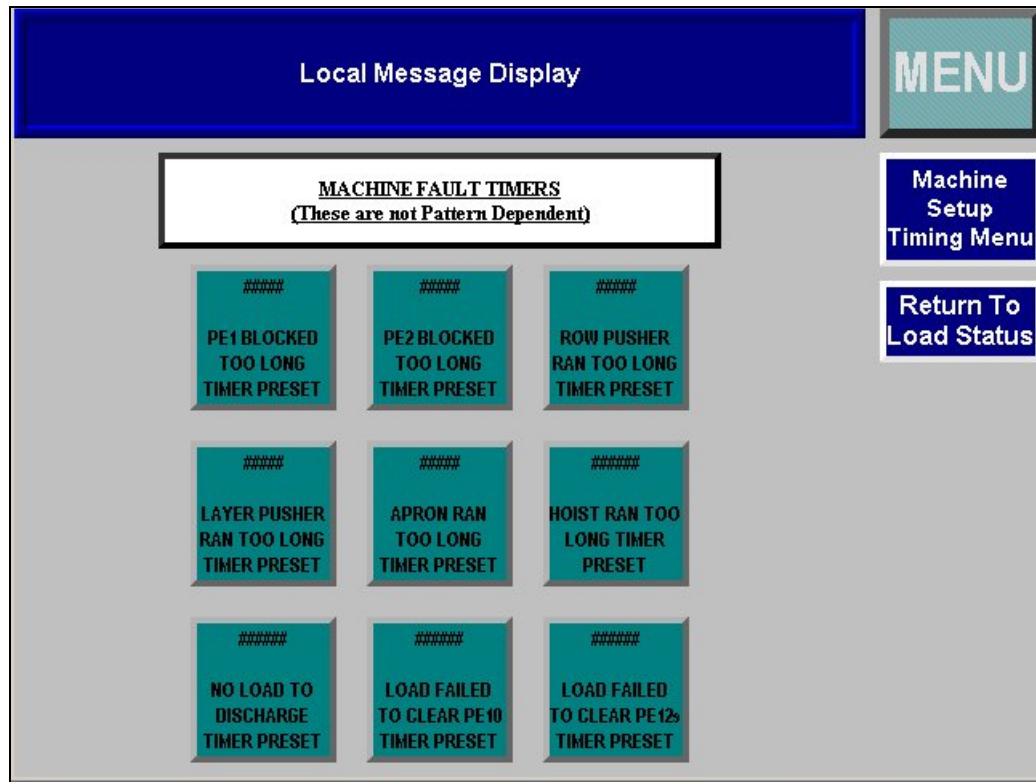 Local Message Display
MENU
MACHINE FAULT TIMERS
(These are not Pattern Dependent)
Machine
Setup
Timing Menu
Return To
Load Status
#####
PE1 BLOCKED
TOO LONG
TIMER PRESET
#####
PE2 BLOCKED
TOO LONG
TIMER PRESET
#####
ROW PUSHER
RAN TOO LONG
TIMER PRESET
#####
LAYER PUSHER
RAN TOO LONG
TIMER PRESET
#####
APRON RAN
TOO LONG
TIMER PRESET
######
HOIST RAN TOO
LONG TIMER
PRESET
######
NO LOAD TO
DISCHARGE
TIMER PRESET
######
LOAD FAILED
TO CLEAR PE10
TIMER PRESET
######
LOAD FAILED
TO CLEAR PE12s
TIMER PRESET